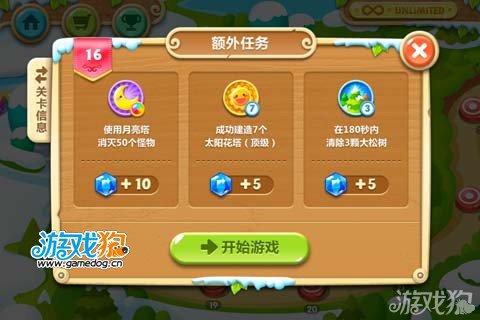 UNLIMITED
16
额外任务
关卡信息
7
3
使用月亮塔
消灭50个怪物
成功建造7个
太阳花塔（顶级）
在180秒内
清除3颗大松树
+10
+5
+5
开始游戏
游戏狗
www.gamedog.cn
19
20
游戏狗